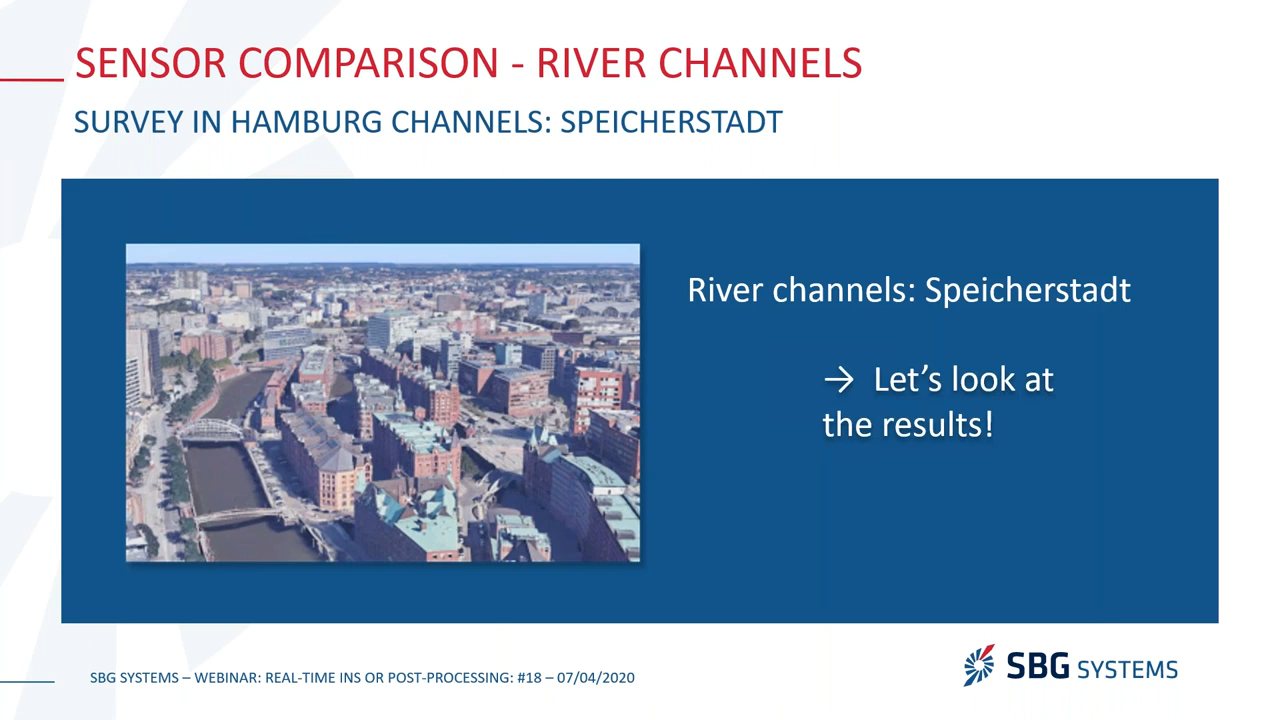 SENSOR COMPARISON - RIVER CHANNELS
SURVEY IN HAMBURG CHANNELS: SPEICHERSTADT
River channels: Speicherstadt
→ Let’s look at
the results!
SBG SYSTEMS – WEBINAR: REAL-TIME INS OR POST-PROCESSING: #18 – 07/04/2020
SBG SYSTEMS